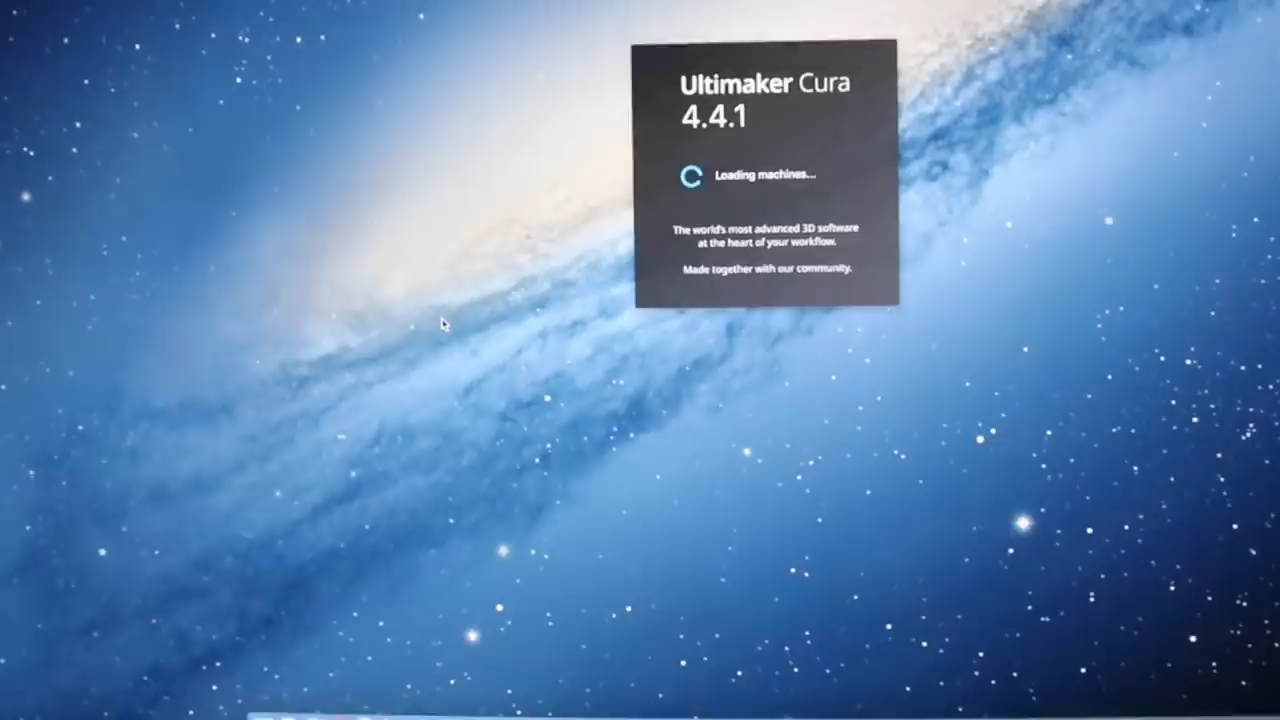 Ultimaker Cura
4.4.1
Loading machines...
The world's most advanced 3D software
at the heart of your workflow.
Made together with our community.